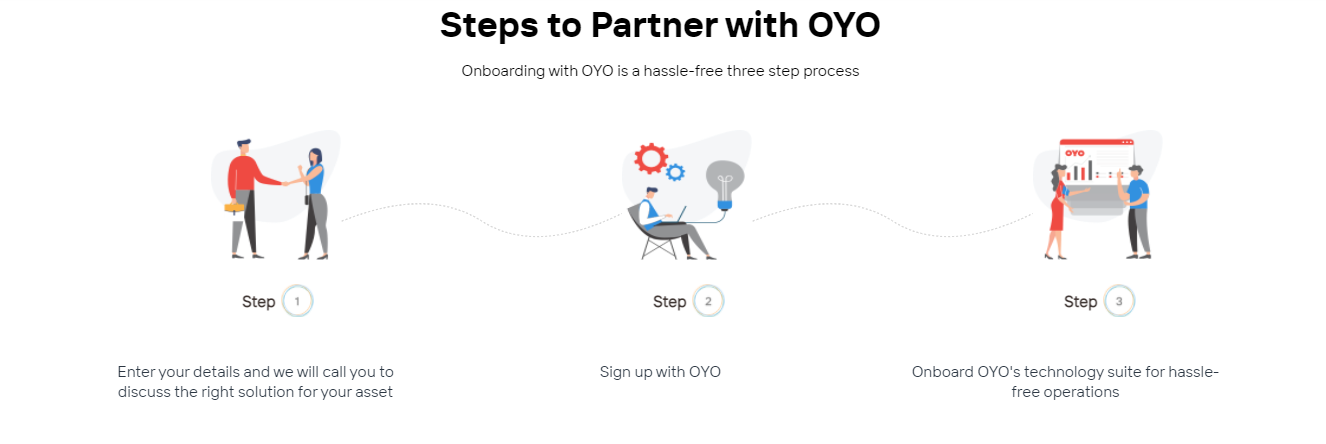 Steps to Partner with OYO
Onboarding with OYO is a hassle-free three step process
OYO
Step 1
Step 2
Step 3
Enter your details and we will call you to
discuss the right solution for your asset
Sign up with OYO
Onboard OYO's technology suite for hassle-
free operations